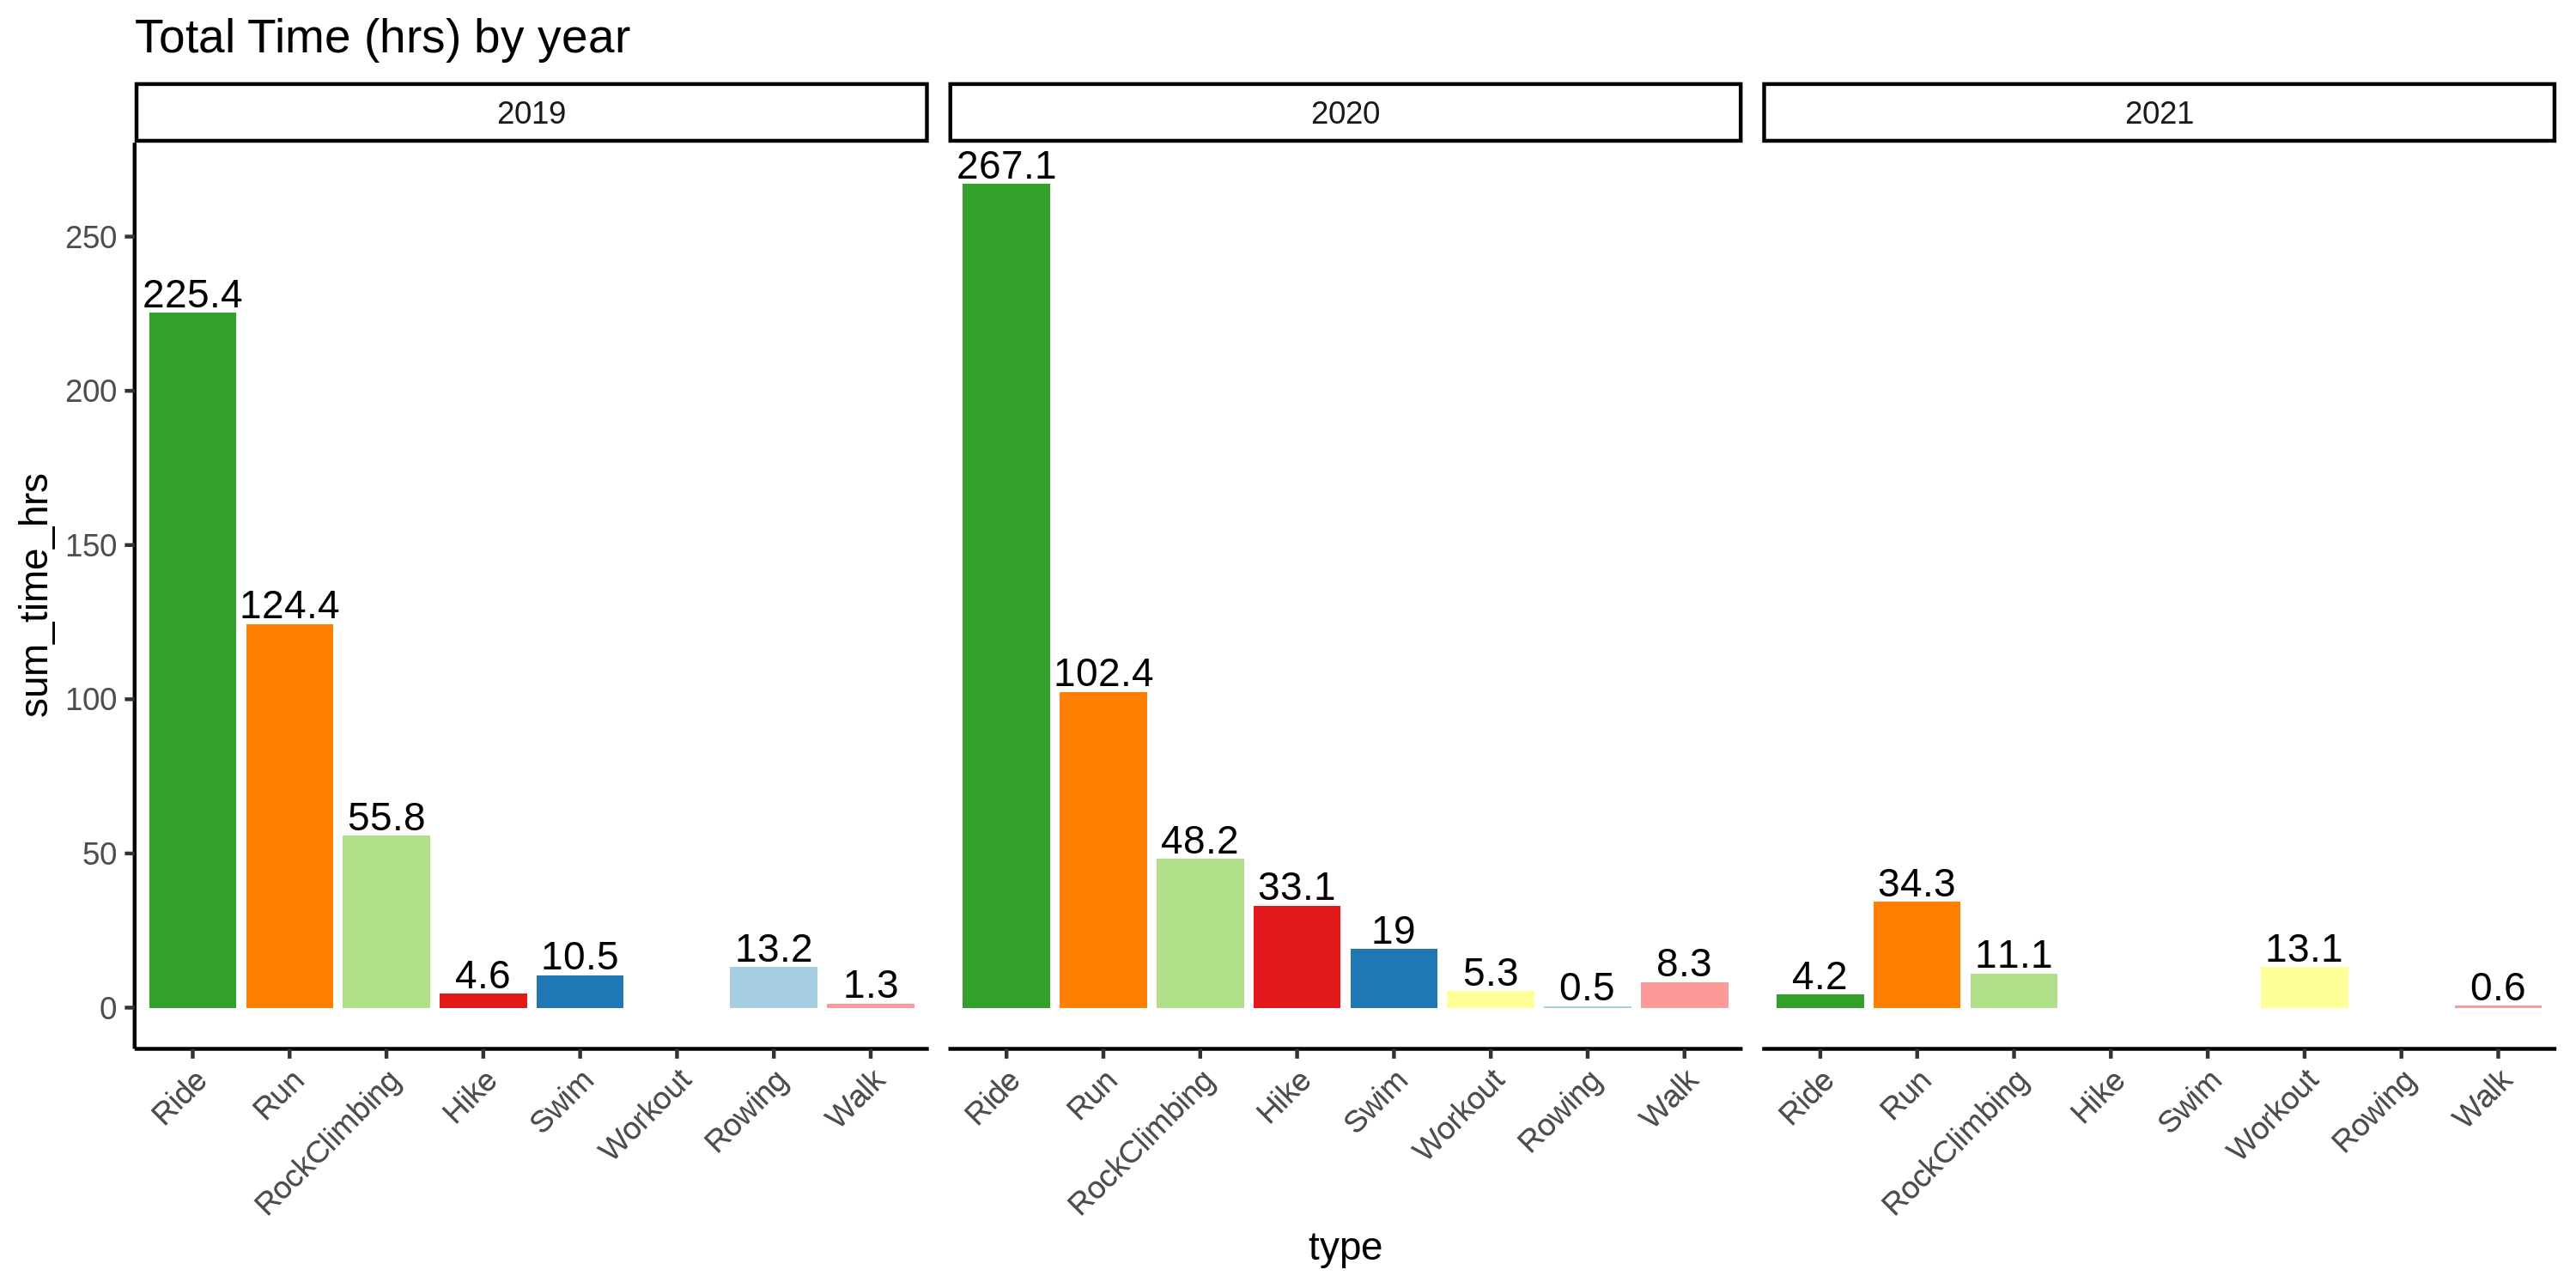 Total Time (hrs) by year
2019
2020
2021
sum_time_hrs
250
200
150
100
50
0
225.4
124.4
55.8
4.6
10.5
13.2
1.3
267.1
102.4
48.2
33.1
19
5.3
0.5
8.3
4.2
34.3
11.1
13.1
0.6
Ride
Run
RockClimbing
Hike
Swim
Workout
Rowing
Walk
Ride
Run
RockClimbing
Hike
Swim
Workout
Rowing
Walk
Ride
Run
RockClimbing
Hike
Swim
Workout
Rowing
Walk
type